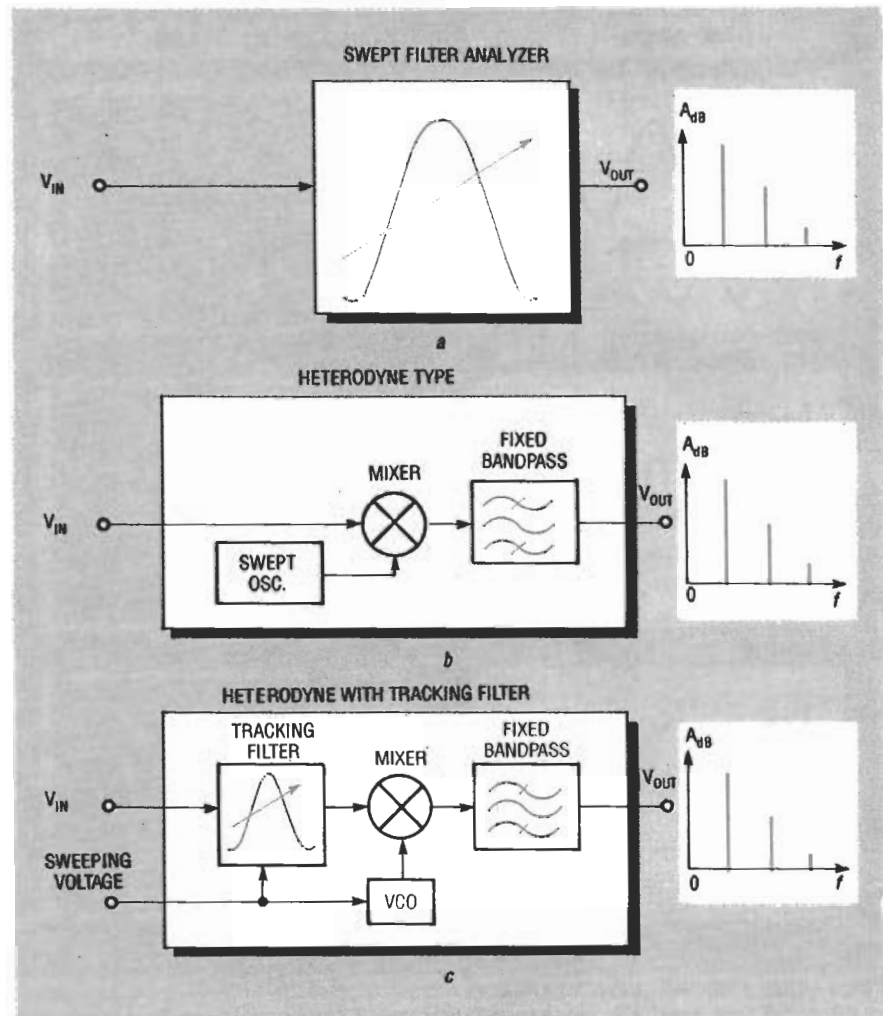 SWEPT FILTER ANALYZER
V_IN
V_OUT
A_dB
0
f
a
HETERODYNE TYPE
MIXER
FIXED
BANDPASS
V_IN
SWEPT
OSC.
V_OUT
A_dB
0
f
b
HETERODYNE WITH TRACKING FILTER
TRACKING
FILTER
MIXER
FIXED
BANDPASS
V_IN
V_OUT
SWEEPING
VOLTAGE
VCO
A_dB
0
f
c